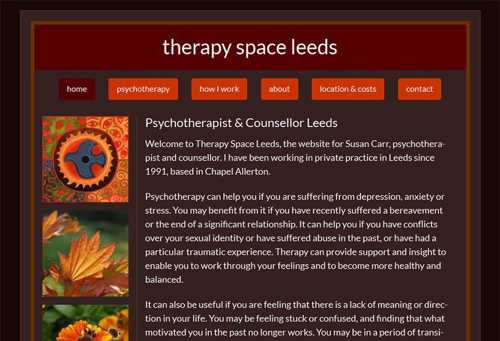 therapy space leeds
home psychotherapy how I work about location & costs contact
Psychotherapist & Counsellor Leeds
Welcome to Therapy Space Leeds, the website for Susan Carr, psychothera-
pist and counsellor. I have been working in private practice in Leeds since
1991, based in Chapel Allerton.
Psychotherapy can help you if you are suffering from depression, anxiety or
stress. You may benefit from it if you have recently suffered a bereavement
or the end of a significant relationship. It can help you if you have conflicts
over your sexual identity or have suffered abuse in the past, or have had a
particular traumatic experience. Therapy can provide support and insight to
enable you to work through your feelings and to become more healthy and
balanced.
It can also be useful if you are feeling that there is a lack of meaning or direc-
tion in your life. You may be feeling stuck or confused, and finding that what
motivated you in the past no longer works. You may be in a period of transi-